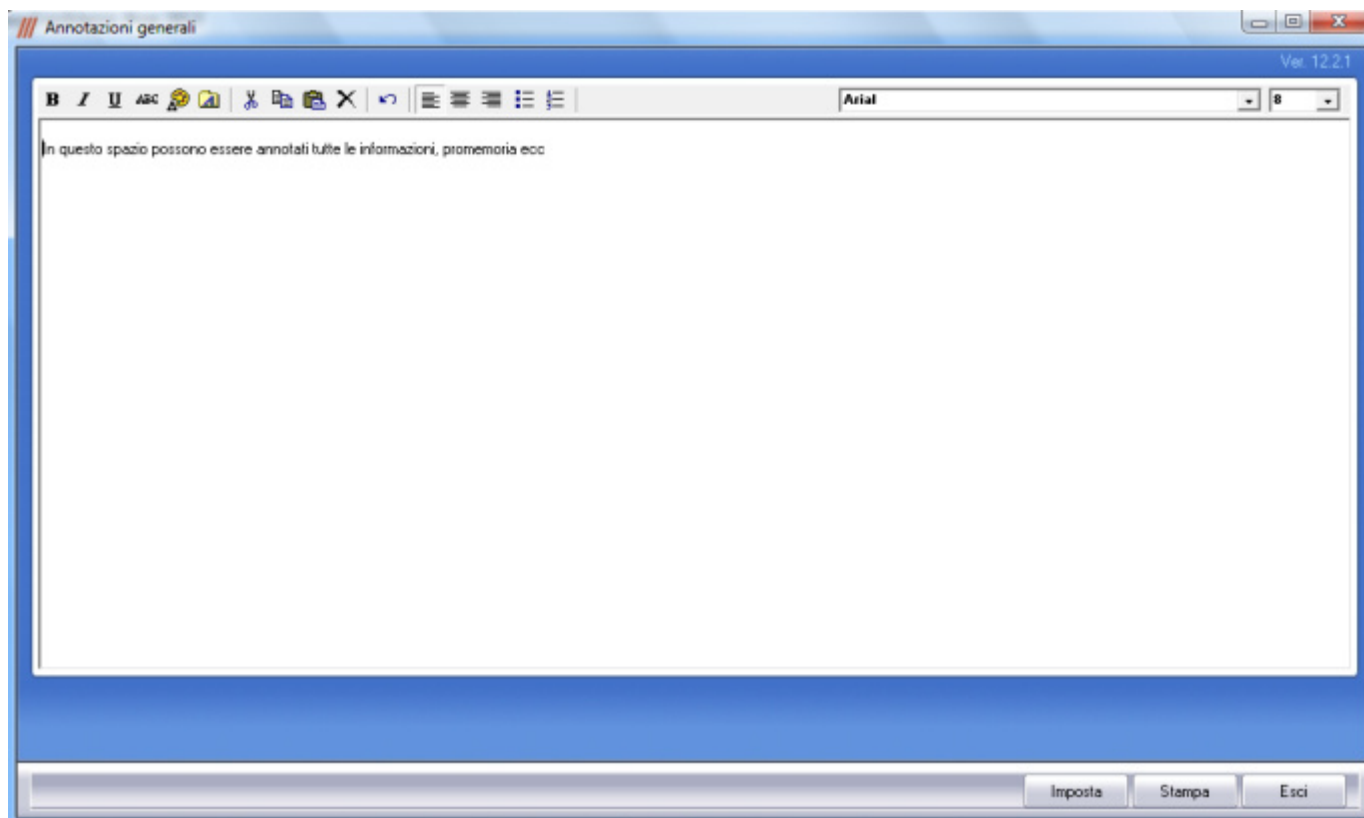 Annotazioni generali
Ver. 12.2.1
B I U ABC Arial 8
In questo spazio possono essere annotati tutte le informazioni, promemoria ecc
Imposta Stampa Esci